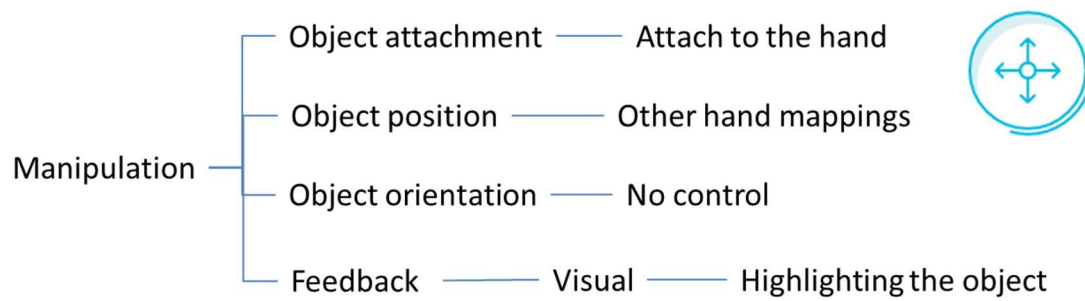 Object attachment Attach to the hand
Object position Other hand mappings
Manipulation
Object orientation No control
Feedback Visual Highlighting the object